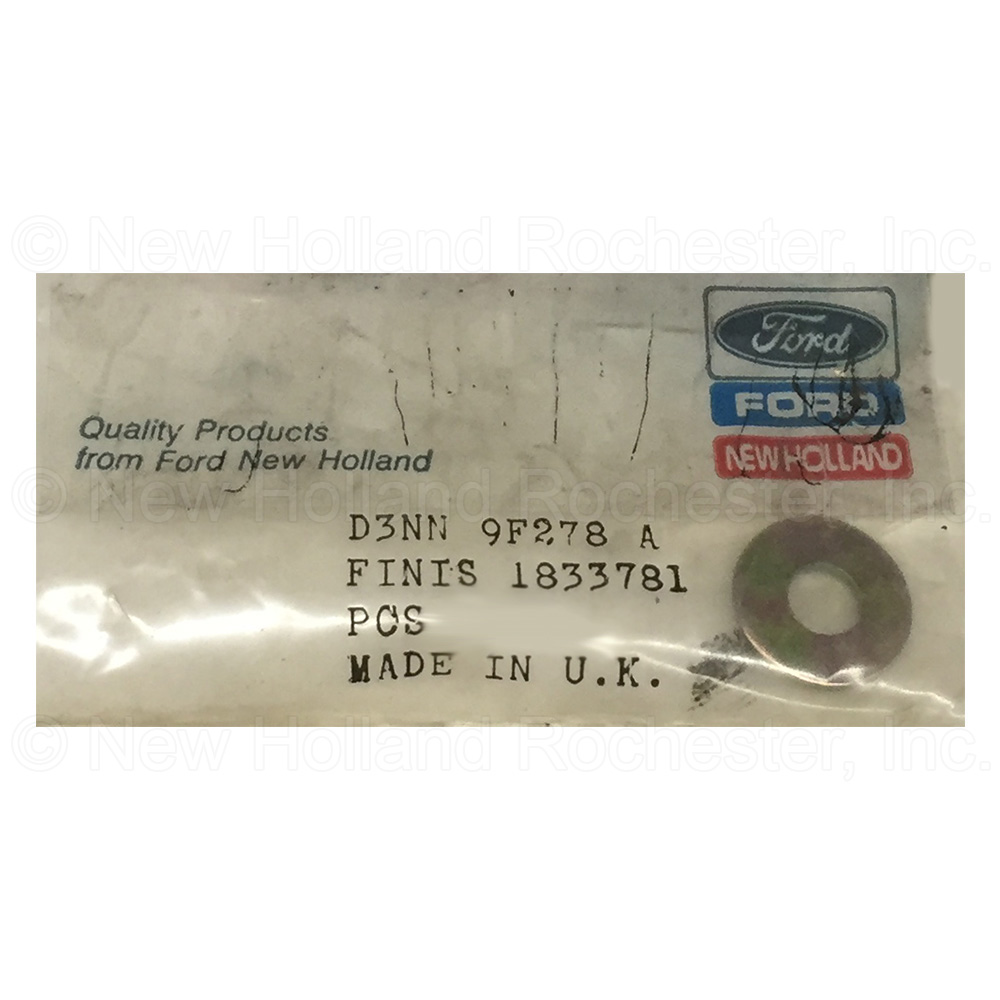 © New Holland Rochester, Inc.
Ford
FORD
NEW HOLLAND
Quality Products
from Ford New Holland
© New Holland Rochester, Inc.
D3NN 9F278 A
FINIS 1833781
PCS
MADE IN U.K.
© New Holland Rochester, Inc.